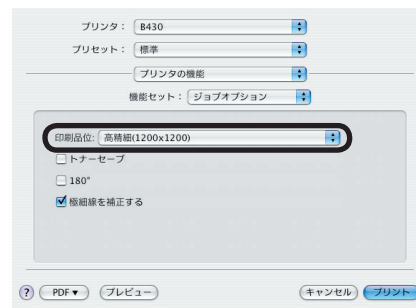 プリンタ： B430
プリセット： 標準
プリンタの機能
機能セット： ジョブオプション
印刷品位: 高精細(1200x1200)
トナーセーブ
180°
極細線を補正する
? PDF▼ プレビュー キャンセル プリント